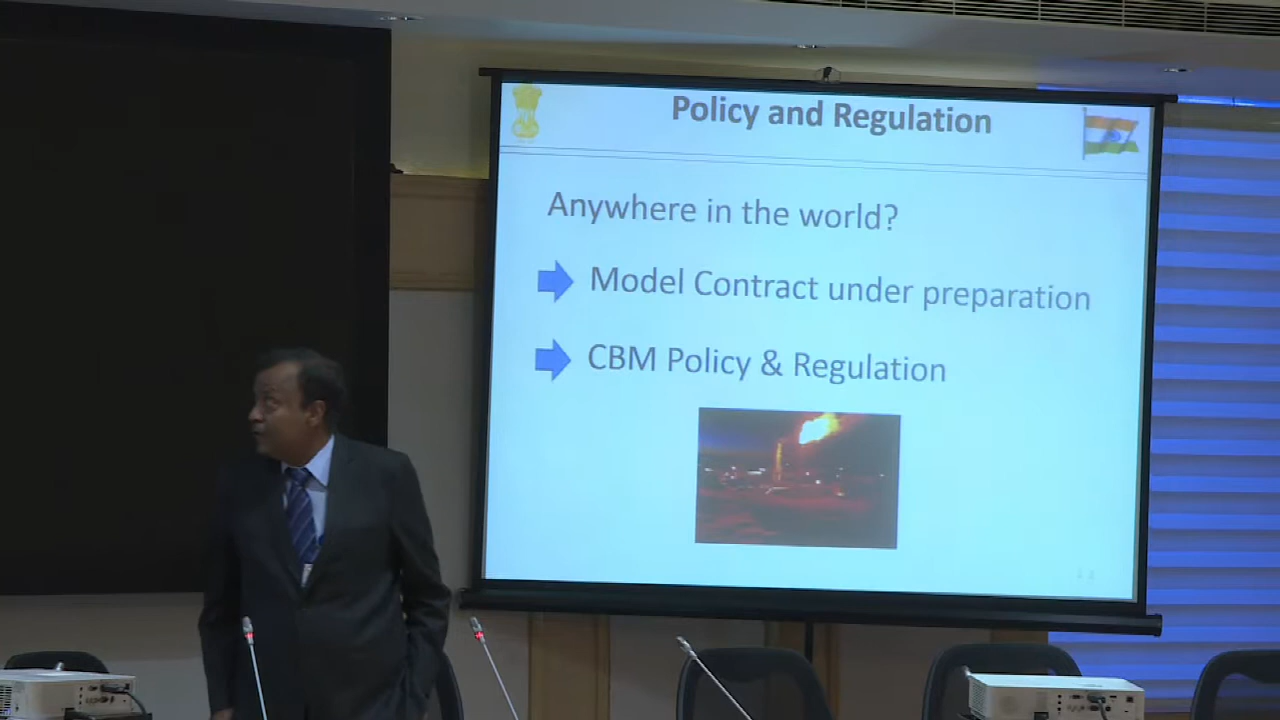 Policy and Regulation
Anywhere in the world?
Model Contract under preparation
CBM Policy & Regulation